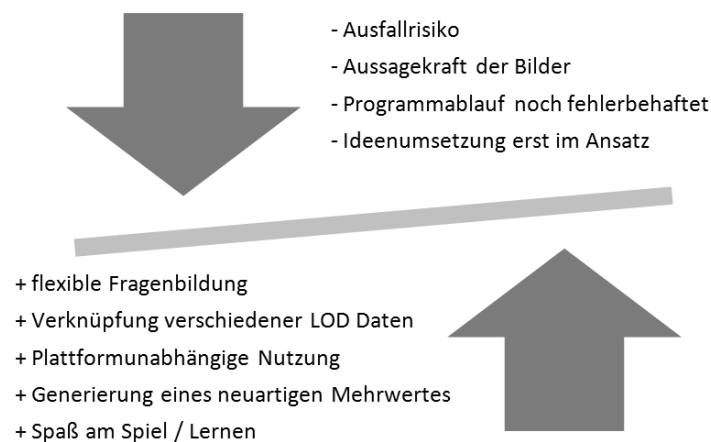 - Ausfallrisiko
- Aussagekraft der Bilder
- Programmablauf noch fehlerbehaftet
- Ideenumsetzung erst im Ansatz
+ flexible Fragenbildung
+ Verknüpfung verschiedener LOD Daten
+ Plattformunabhängige Nutzung
+ Generierung eines neuartigen Mehrwertes
+ Spaß am Spiel / Lernen